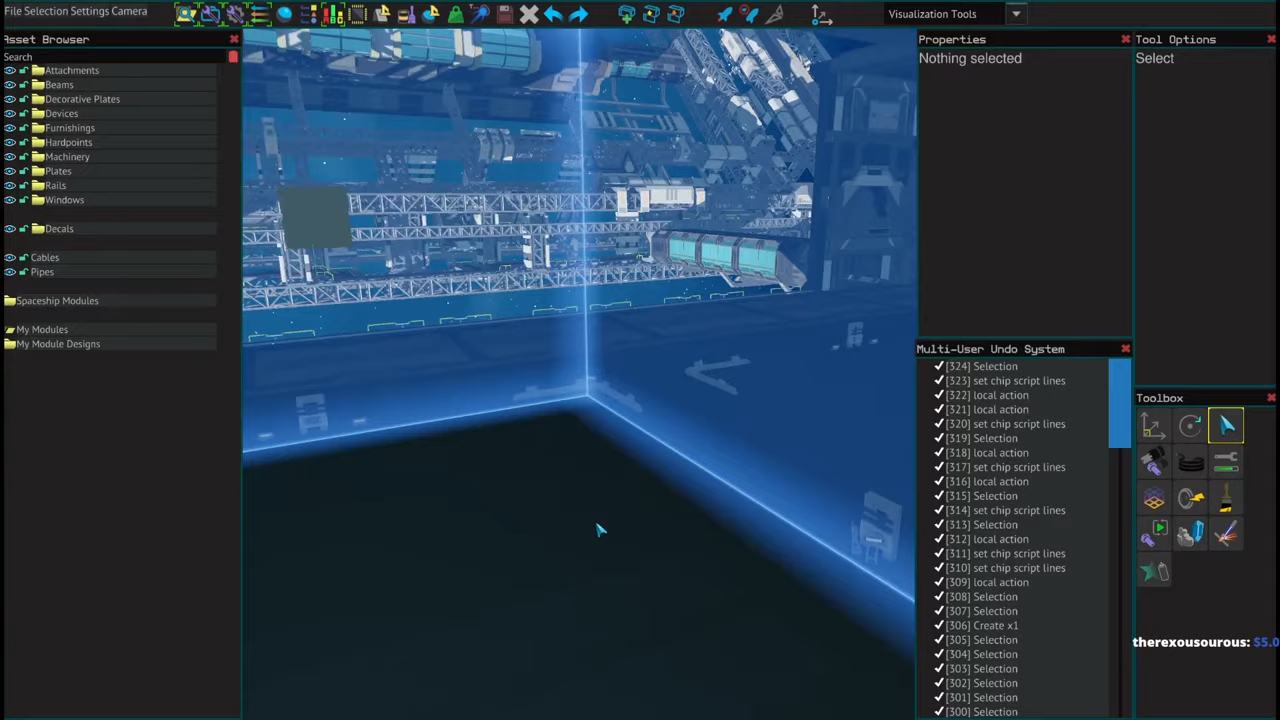 File Selection Settings Camera
Visualization Tools
Asset Browser
Search
Attachments
Beams
Decorative Plates
Devices
Furnishings
Hardpoints
Machinery
Plates
Rails
Windows
Decals
Cables
Pipes
Spaceship Modules
My Modules
My Module Designs
Properties
Nothing selected
Tool Options
Select
Multi-User Undo System
[324] Selection
[323] set chip script lines
[322] local action
[321] local action
[320] set chip script lines
[319] Selection
[318] local action
[317] set chip script lines
[316] local action
[315] Selection
[314] set chip script lines
[313] Selection
[312] local action
[311] set chip script lines
[310] set chip script lines
[309] local action
[308] Selection
[307] Selection
[306] Create x1
[305] Selection
[304] Selection
[303] Selection
[302] Selection
[301] Selection
[300] Selection
Toolbox
therexousourous: $5.0